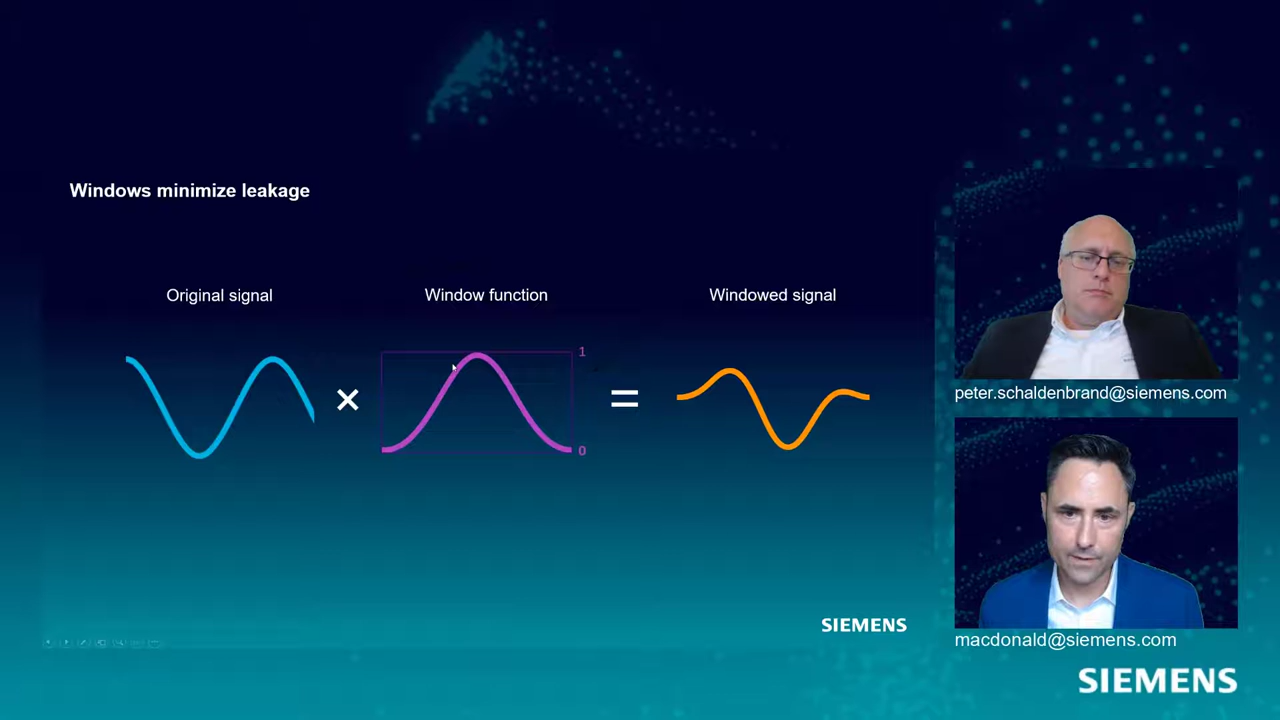 Windows minimize leakage
Original signal
Window function
Windowed signal
1
×
=
0
SIEMENS
peter.schaldenbrand@siemens.com
macdonald@siemens.com
SIEMENS